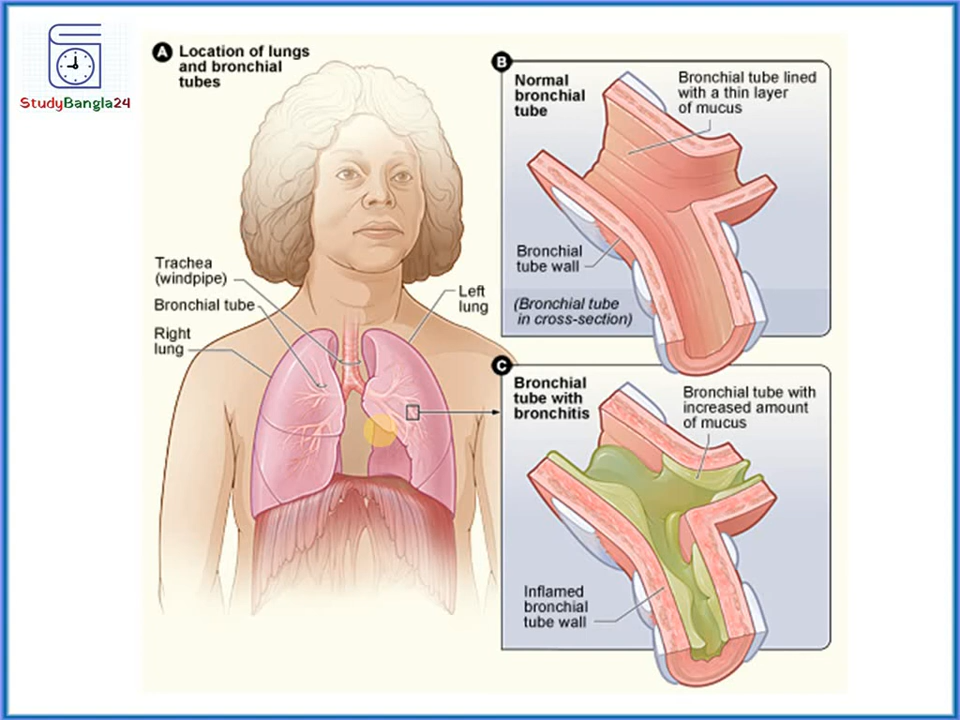 StudyBangla24
A Location of lungs
and bronchial
tubes
Trachea
(windpipe)
Bronchial tube
Right
lung
Left
lung
B
Normal
bronchial
tube
Bronchial tube lined
with a thin layer
of mucus
Bronchial
tube wall
(Bronchial tube
in cross-section)
C
Bronchial
tube with
bronchitis
Bronchial tube with
increased amount
of mucus
Inflamed
bronchial
tube wall